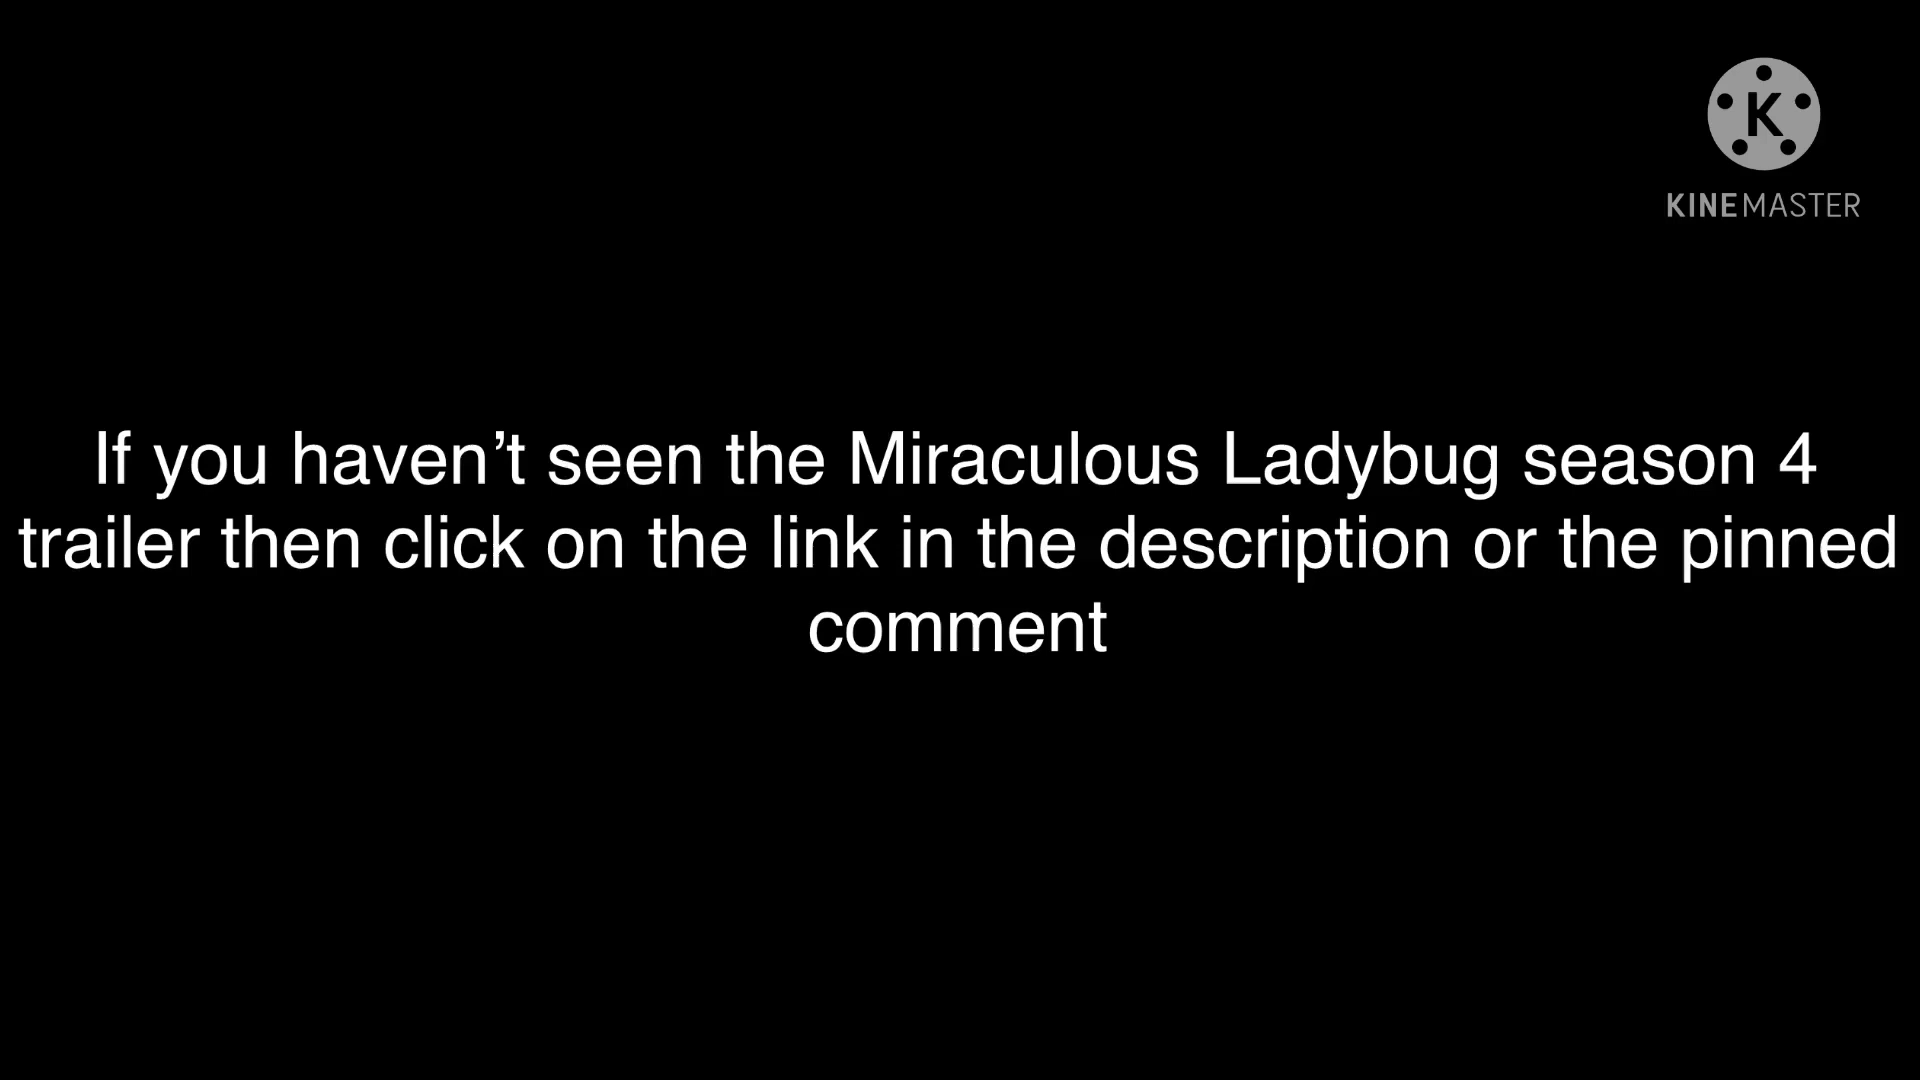 K
KINEMASTER
If you haven’t seen the Miraculous Ladybug season 4
trailer then click on the link in the description or the pinned
comment